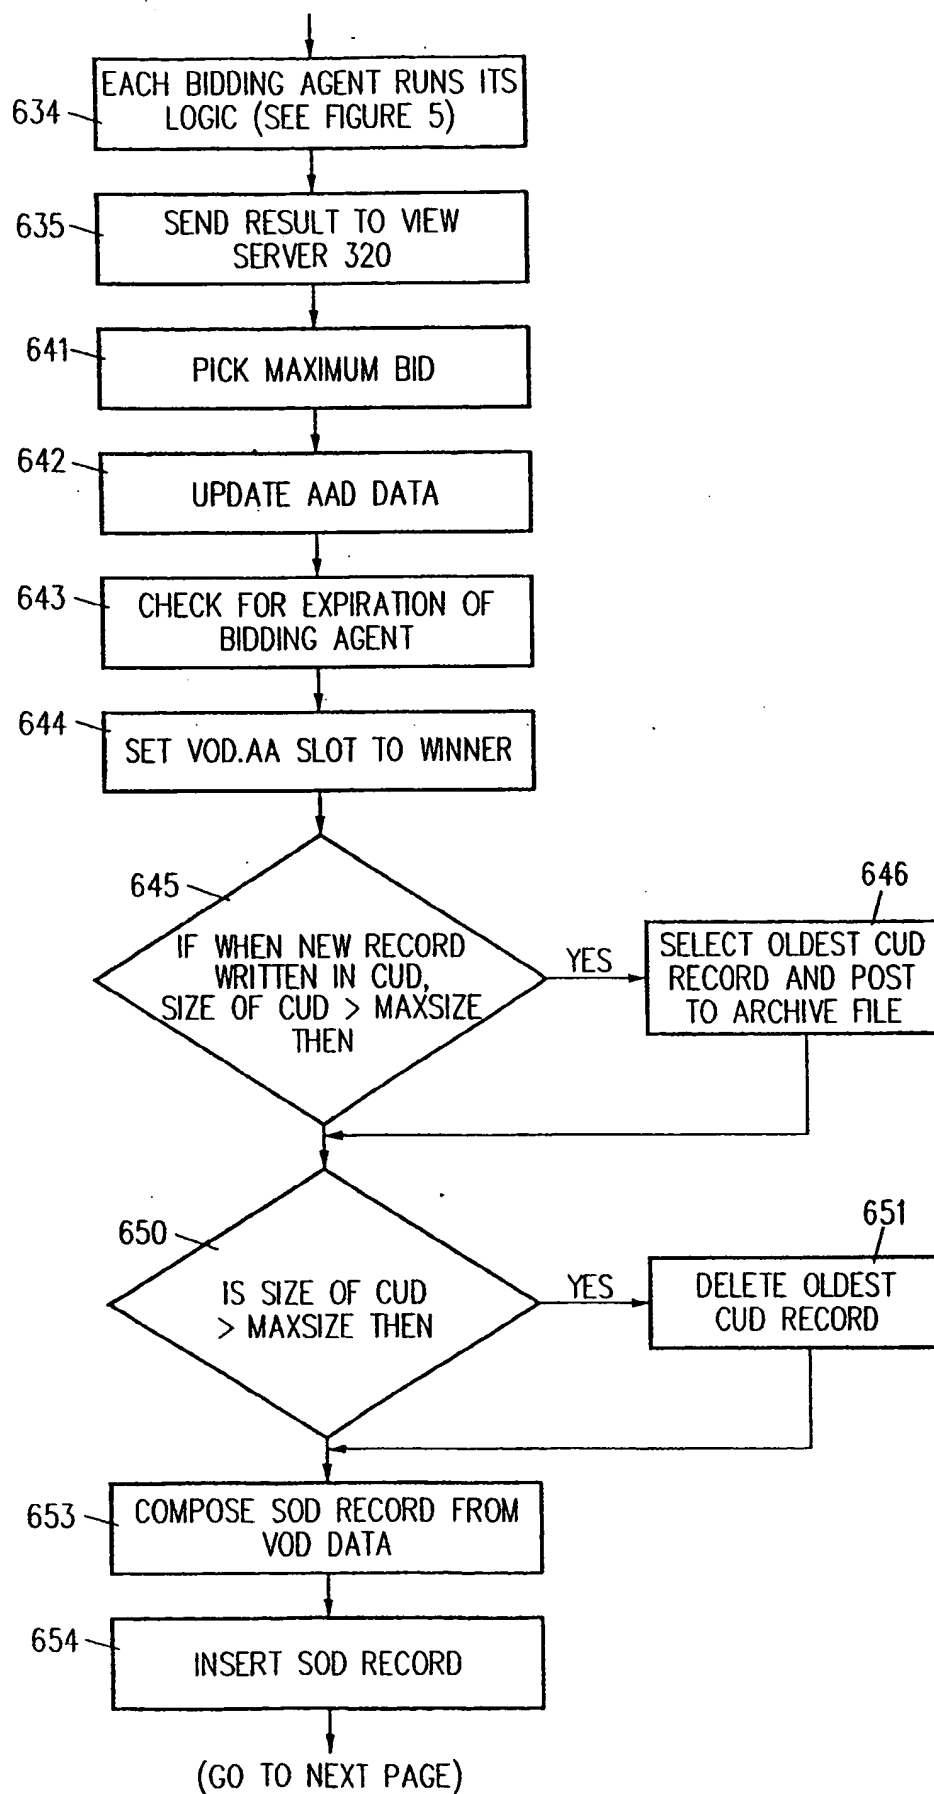 EACH BIDDING AGENT RUNS ITS
LOGIC (SEE FIGURE 5)
634
SEND RESULT TO VIEW
SERVER 320
635
641
PICK MAXIMUM BID
642
UPDATE AAD DATA
643
CHECK FOR EXPIRATION OF
BIDDING AGENT
644
SET VOD.AA SLOT TO WINNER
645
IF WHEN NEW RECORD
WRITTEN IN CUD,
SIZE OF CUD > MAXSIZE
THEN
YES
646
SELECT OLDEST CUD
RECORD AND POST
TO ARCHIVE FILE
650
IS SIZE OF CUD
> MAXSIZE THEN
YES
651
DELETE OLDEST
CUD RECORD
653
COMPOSE SOD RECORD FROM
VOD DATA
654
INSERT SOD RECORD
(GO TO NEXT PAGE)